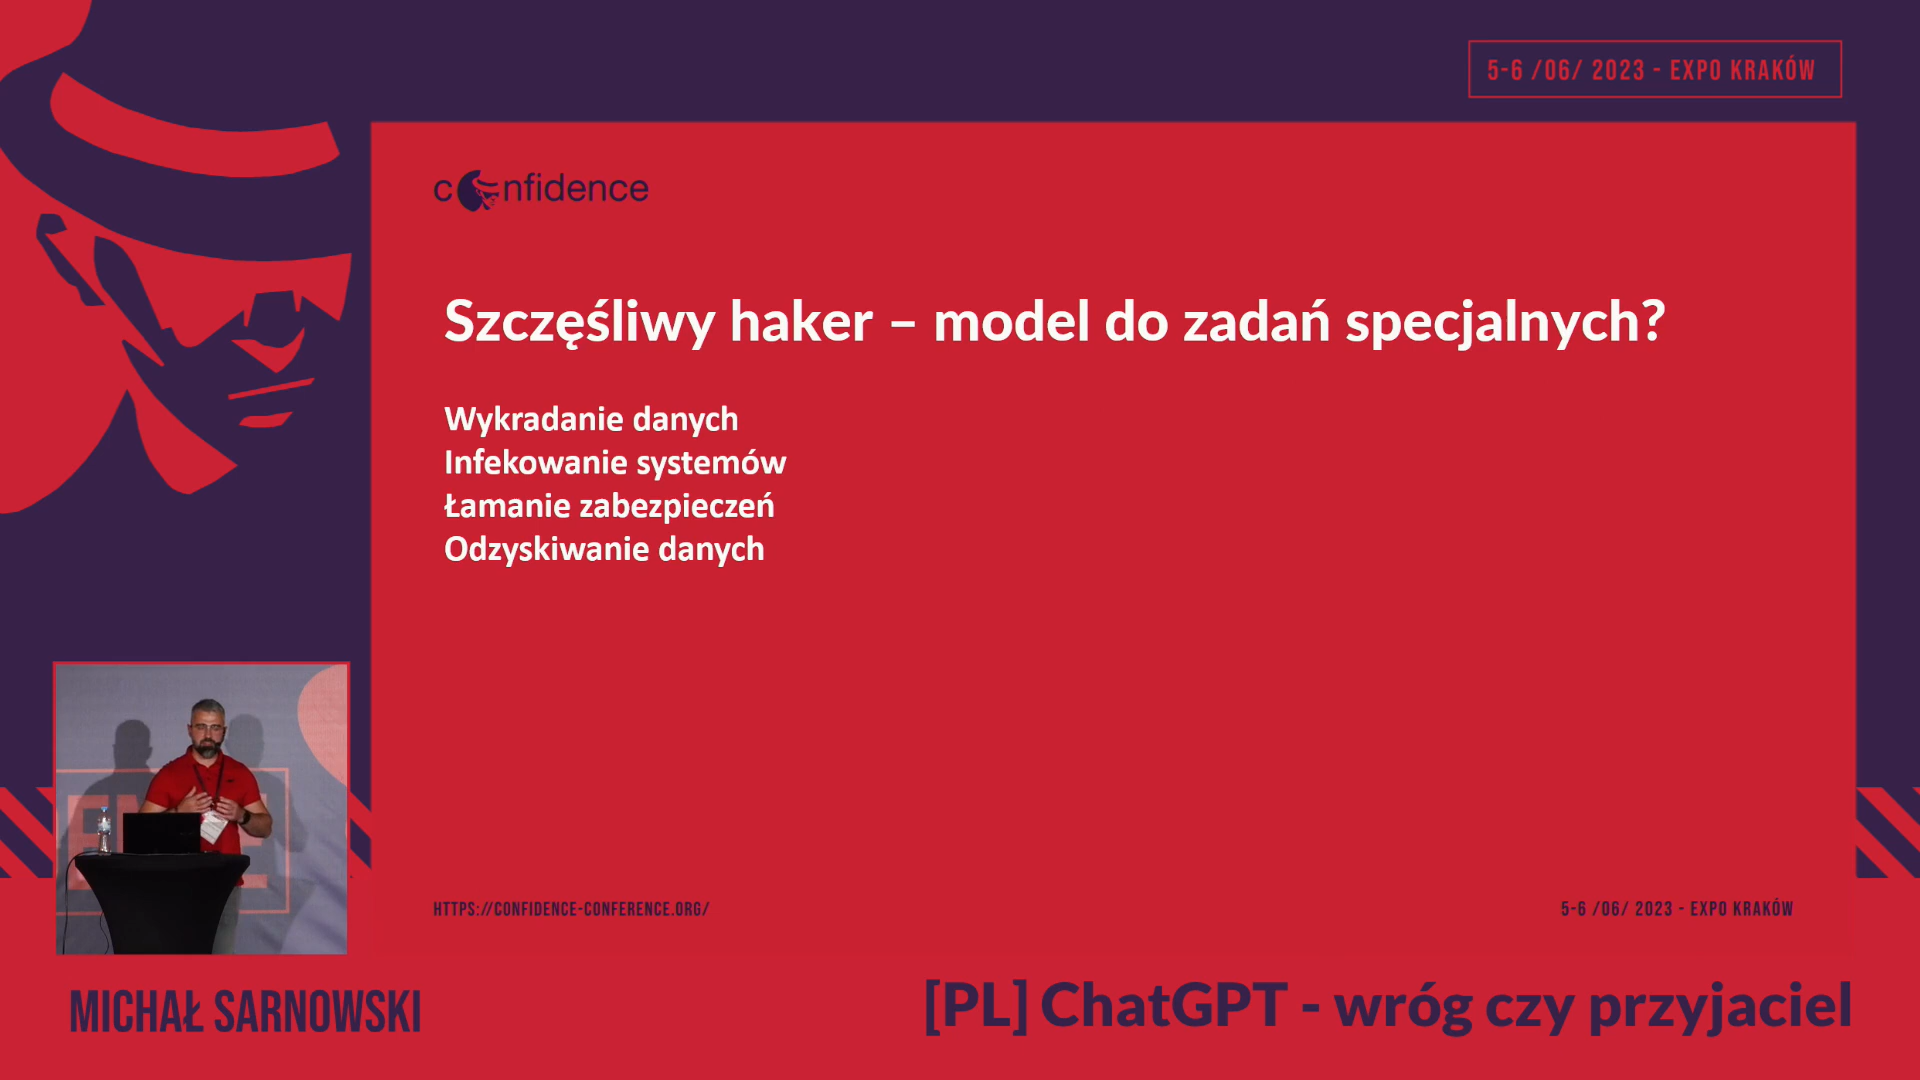 5-6 /06/ 2023 - EXPO KRAKÓW
confidence
Szczęśliwy haker – model do zadań specjalnych?
Wykradanie danych
Infekowanie systemów
Łamanie zabezpieczeń
Odzyskiwanie danych
HTTPS://CONFIDENCE-CONFERENCE.ORG/
5-6 /06/ 2023 - EXPO KRAKÓW
MICHAŁ SARNOWSKI
[PL] ChatGPT - wróg czy przyjaciel